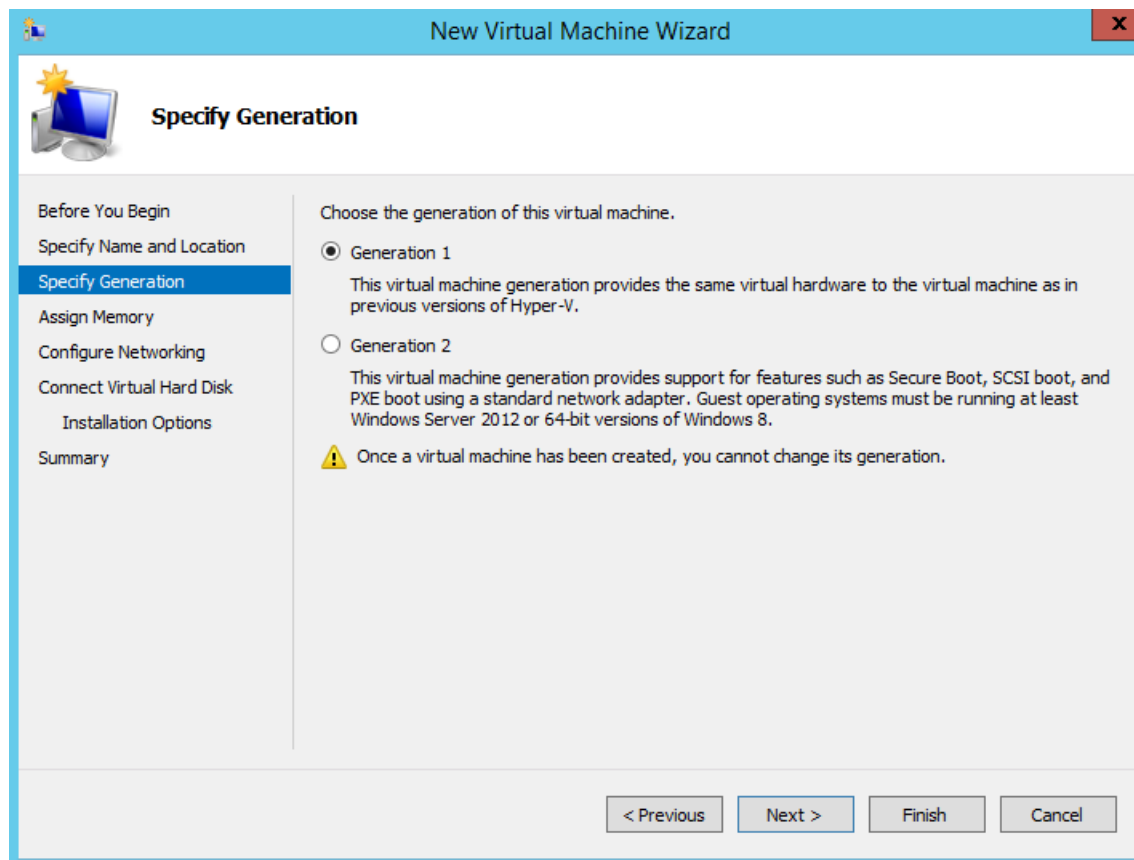 New Virtual Machine Wizard
x
Specify Generation
Before You Begin
Specify Name and Location
Specify Generation
Assign Memory
Configure Networking
Connect Virtual Hard Disk
Installation Options
Summary
Choose the generation of this virtual machine.
Generation 1
This virtual machine generation provides the same virtual hardware to the virtual machine as in
previous versions of Hyper-V.
Generation 2
This virtual machine generation provides support for features such as Secure Boot, SCSI boot, and
PXE boot using a standard network adapter. Guest operating systems must be running at least
Windows Server 2012 or 64-bit versions of Windows 8.
Once a virtual machine has been created, you cannot change its generation.
< Previous
Next >
Finish
Cancel